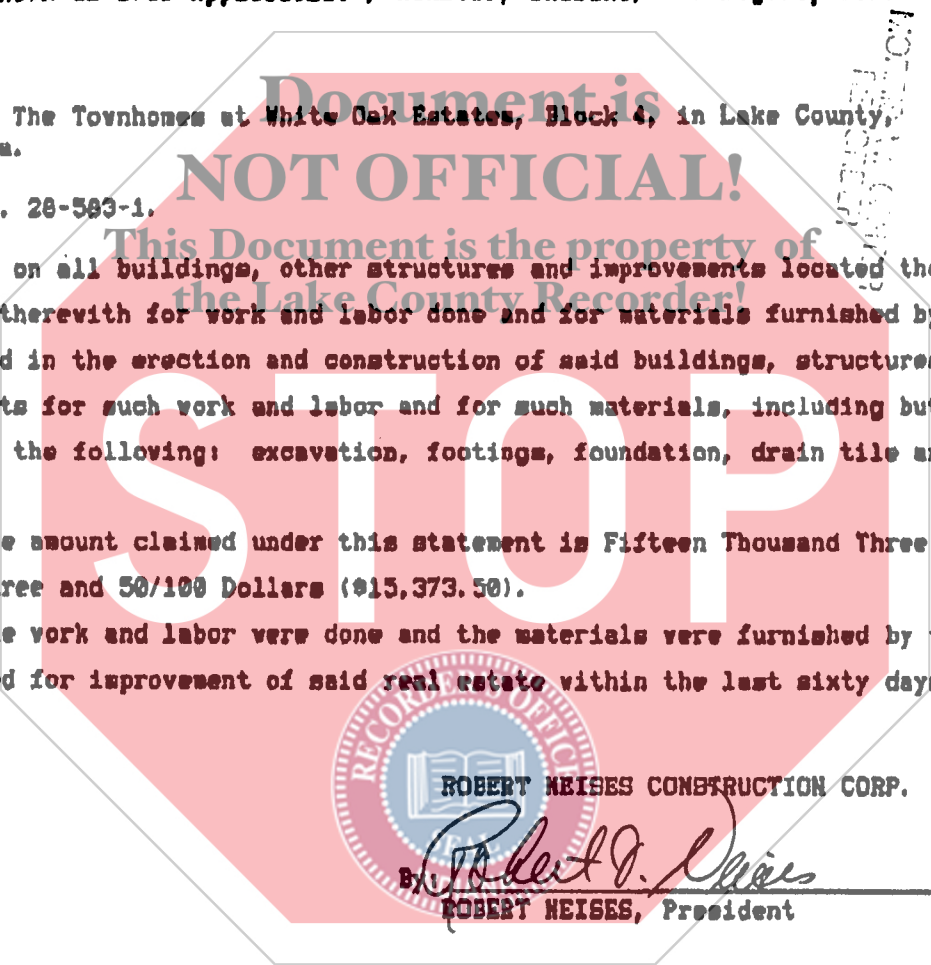 The Townhomes at White Oak Estates, Block 4, in Lake County,
a.
. 28-583-1.
on all buildings, other structures and improvements located the
therewith for work and labor done and for materials furnished by
d in the erection and construction of said buildings, structures
ts for such work and labor and for such materials, including but
the following: excavation, footings, foundation, drain tile an
e amount claimed under this statement is Fifteen Thousand Three
ree and 50/100 Dollars ($15,373.50).
e work and labor were done and the materials were furnished by
d for improvement of said real estate within the last sixty days
ROBERT NEISES CONSTRUCTION CORP.
By: Robert J. Neises
ROBERT NEISES, President
Document is
NOT OFFICIAL!
This Document is the property of
the Lake County Recorder!
STOP
RECORDER'S OFFICE
SEAL